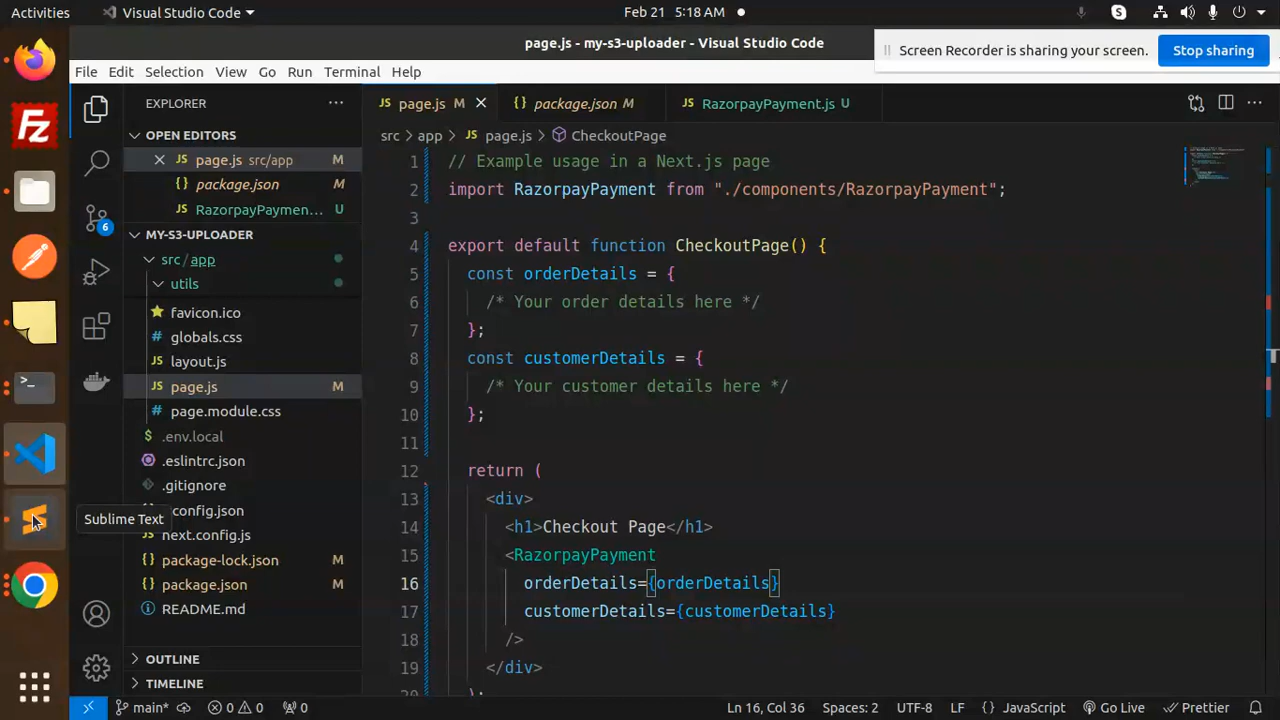 Activities
Visual Studio Code
Feb 21 5:18 AM
page.js - my-s3-uploader - Visual Studio Code
Screen Recorder is sharing your screen.
Stop sharing
File Edit Selection View Go Run Terminal Help
EXPLORER
page.js M
package.json M
RazorpayPayment.js U
OPEN EDITORS
page.js src/app M
package.json M
RazorpayPaymen... U
MY-S3-UPLOADER
src/app
utils
favicon.ico
globals.css
layout.js
page.js M
page.module.css
.env.local
.eslintrc.json
.gitignore
config.json
next.config.js
package-lock.json M
package.json M
README.md
OUTLINE
TIMELINE
6
Sublime Text
src > app > page.js > CheckoutPage
1 // Example usage in a Next.js page
2 import RazorpayPayment from "./components/RazorpayPayment";
3
4 export default function CheckoutPage() {
5 const orderDetails = {
6 /* Your order details here */
7 };
8 const customerDetails = {
9 /* Your customer details here */
10 };
11
12 return (
13 <div>
14 <h1>Checkout Page</h1>
15 <RazorpayPayment
16 orderDetails={orderDetails}
17 customerDetails={customerDetails}
18 />
19 </div>
20 );
main* 0 0 0
Ln 16, Col 36 Spaces: 2 UTF-8 LF {} JavaScript Go Live Prettier